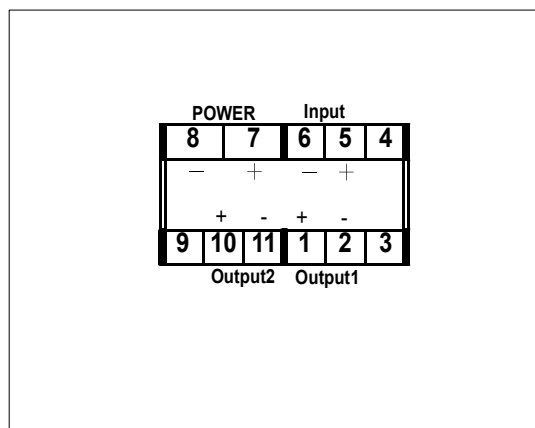 POWER Input
8 7 6 5 4
— + — +
+ - + -
9 10 11 1 2 3
Output2 Output1